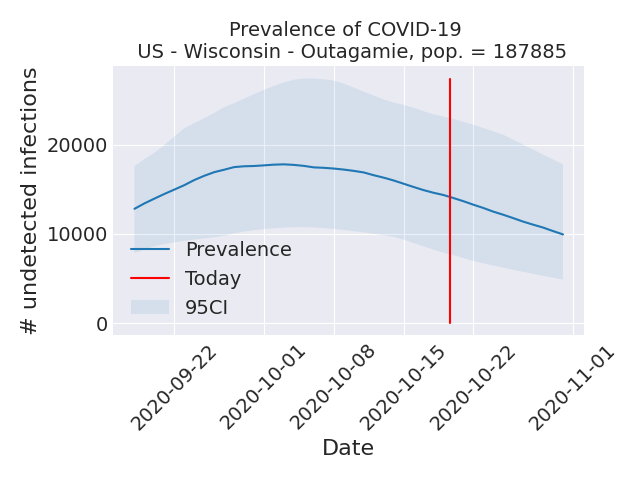 Prevalence of COVID-19
US - Wisconsin - Outagamie, pop. = 187885
# undetected infections
20000
10000
0
Prevalence
Today
95CI
2020-09-22
2020-10-01
2020-10-08
2020-10-15
2020-10-22
2020-11-01
Date